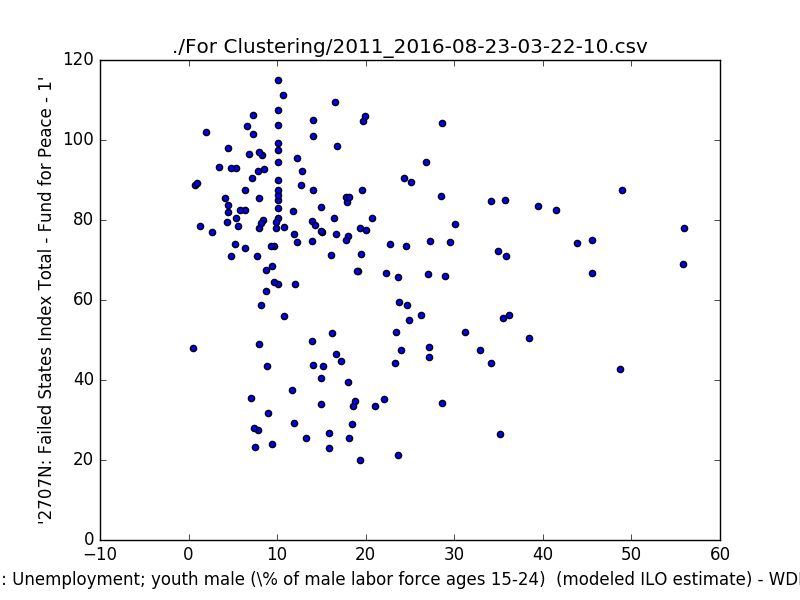 ./For Clustering/2011_2016-08-23-03-22-10.csv
'2707N: Failed States Index Total - Fund for Peace - 1'
120
100
80
60
40
20
0
−10 0 10 20 30 40 50 60
: Unemployment; youth male (\% of male labor force ages 15-24) (modeled ILO estimate) - WD